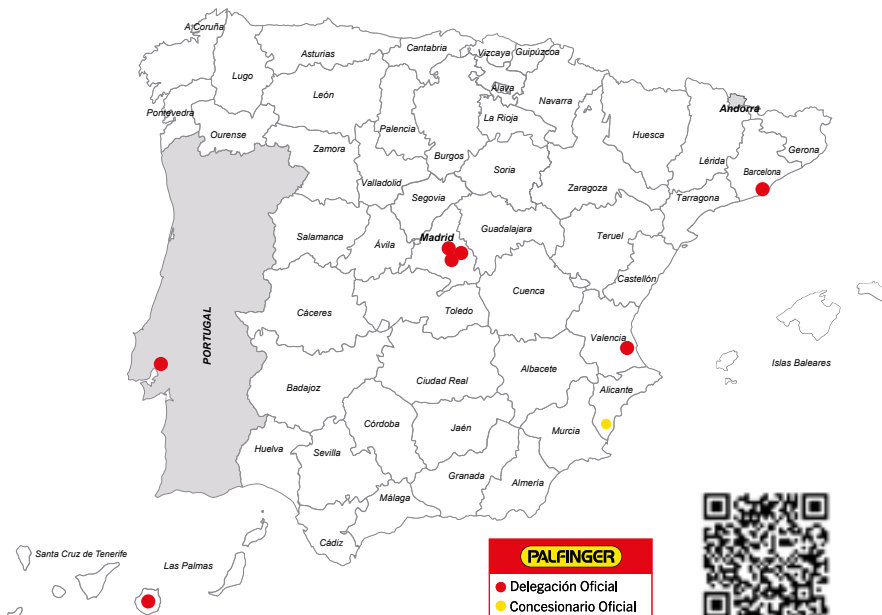 A Coruña
Lugo
Asturias
Cantabria
Vizcaya
Guipúzcoa
Álava
Navarra
La Rioja
León
Palencia
Burgos
Pontevedra
Ourense
Zamora
Valladolid
Soria
Segovia
Huesca
Zaragoza
Andorra
Lérida
Gerona
Barcelona
Tarragona
Salamanca
Ávila
Madrid
Guadalajara
Teruel
Castellón
Cuenca
Toledo
Cáceres
PORTUGAL
Valencia
Islas Baleares
Badajoz
Ciudad Real
Albacete
Alicante
Murcia
Córdoba
Jaén
Huelva
Sevilla
Granada
Almería
Málaga
Cádiz
Santa Cruz de Tenerife
Las Palmas
PALFINGER
Delegación Oficial
Concesionario Oficial